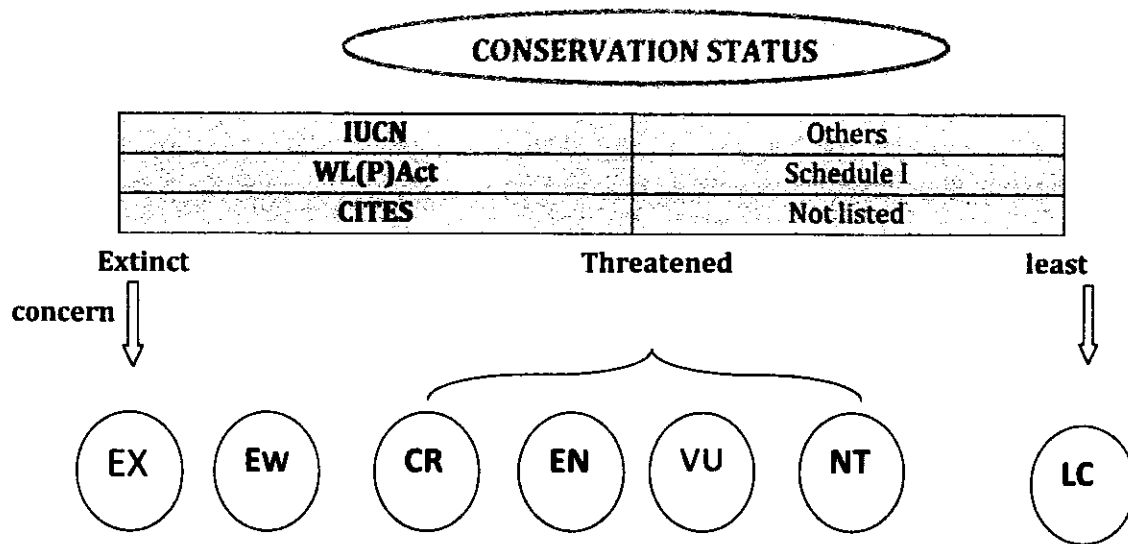 CONSERVATION STATUS
IUCN Others
WL(P)Act Schedule I
CITES Not listed
Extinct Threatened least
concern
EX Ew CR EN VU NT LC